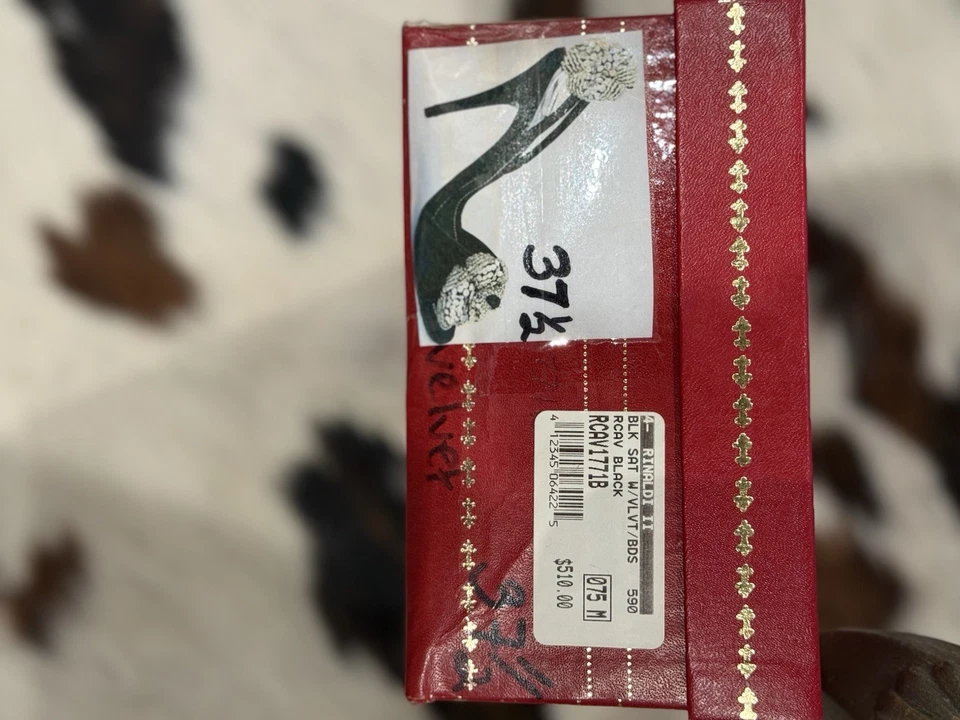 37½
velvet
A- RINALDI II
BLK SAT W/VLVT/BDS 590
RCAV BLACK
RCAV1771B
075 M
4 12345 06422 5
$510.00
37½